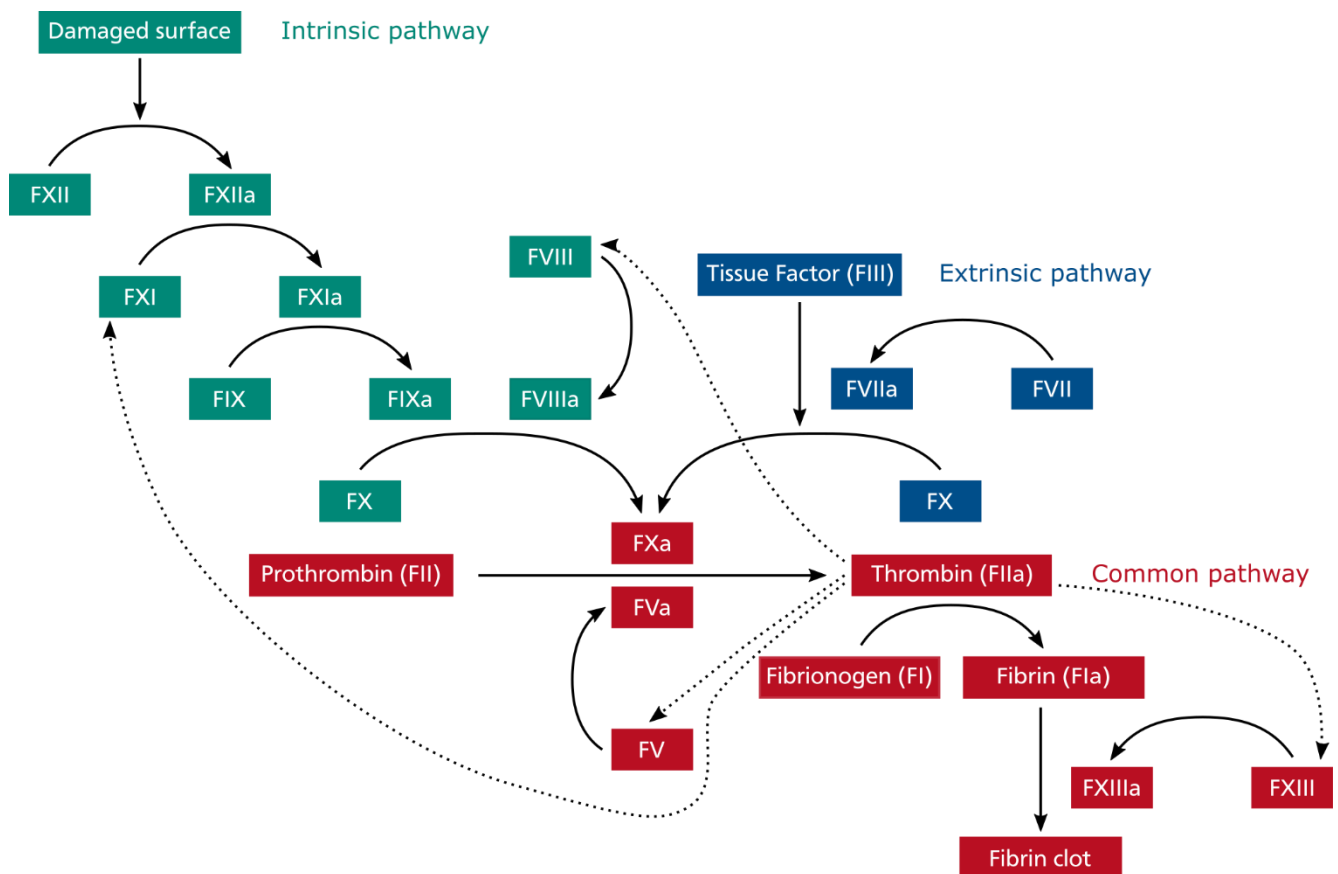 Damaged surface
Intrinsic pathway
FXII
FXIIa
FVIII
Tissue Factor (FIII)
Extrinsic pathway
FXI
FXIa
FIX
FIXa
FVIIIa
FVIIa
FVII
FX
FX
FXa
Prothrombin (FII)
Thrombin (FIIa)
Common pathway
FVa
Fibrionogen (FI)
Fibrin (FIa)
FV
FXIIIa
FXIII
Fibrin clot